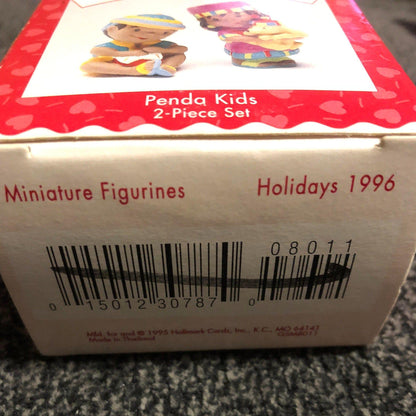 Penda Kids
2-Piece Set
Miniature Figurines
Holidays 1996
08011
0 15012 30787 0
Mfd. for and © 1995 Hallmark Cards, Inc., K.C., MO 64141
Made in Thailand
GSM8011